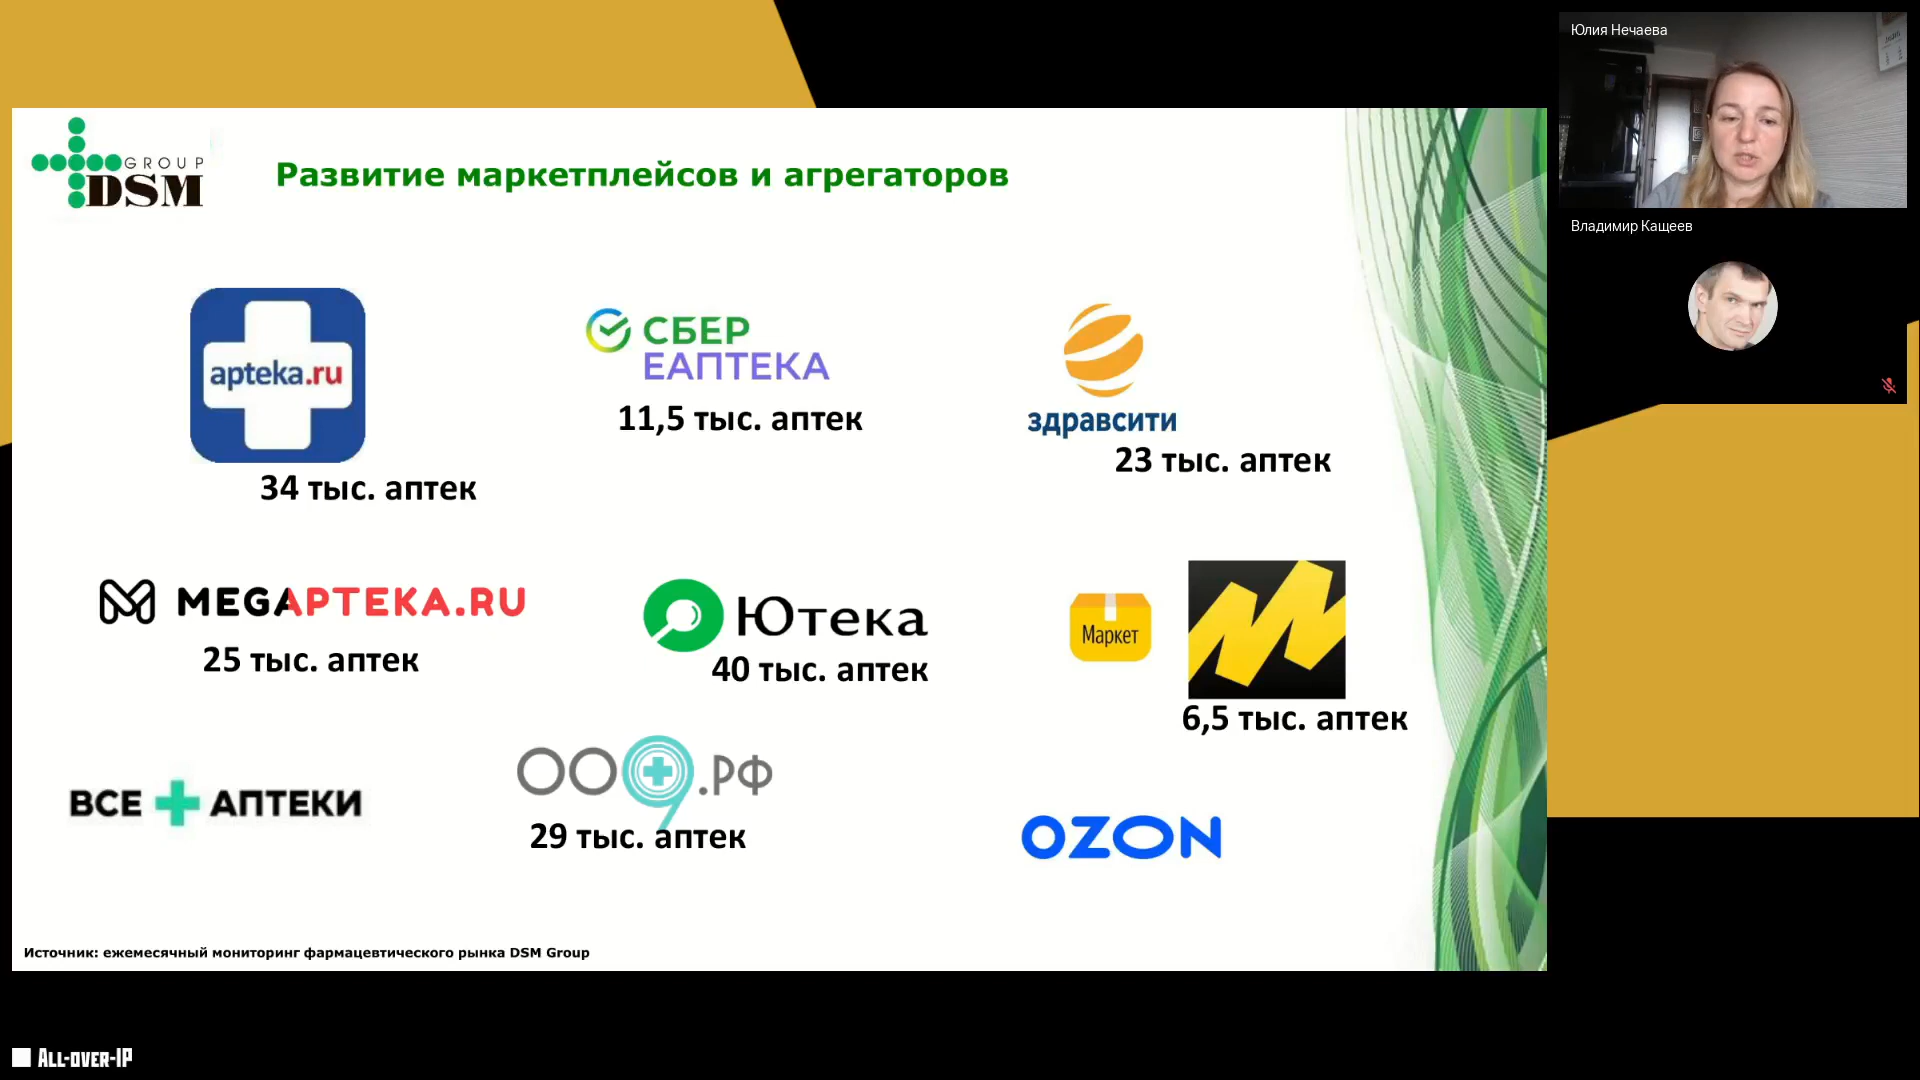 Юлия Нечаева
Владимир Кащеев
GROUP
DSM
Развитие маркетплейсов и агрегаторов
apteka.ru
34 тыс. аптек
СБЕР
ЕАПТЕКА
11,5 тыс. аптек
здравсити
23 тыс. аптек
MEGAPTEKA.RU
25 тыс. аптек
Ютека
40 тыс. аптек
Маркет
6,5 тыс. аптек
ВСЕ АПТЕКИ
009.РФ
29 тыс. аптек
OZON
Источник: ежемесячный мониторинг фармацевтического рынка DSM Group
ALL-OVER-IP